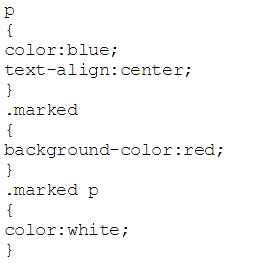 p
{
color:blue;
text-align:center;
}
.marked
{
background-color:red;
}
.marked p
{
color:white;
}